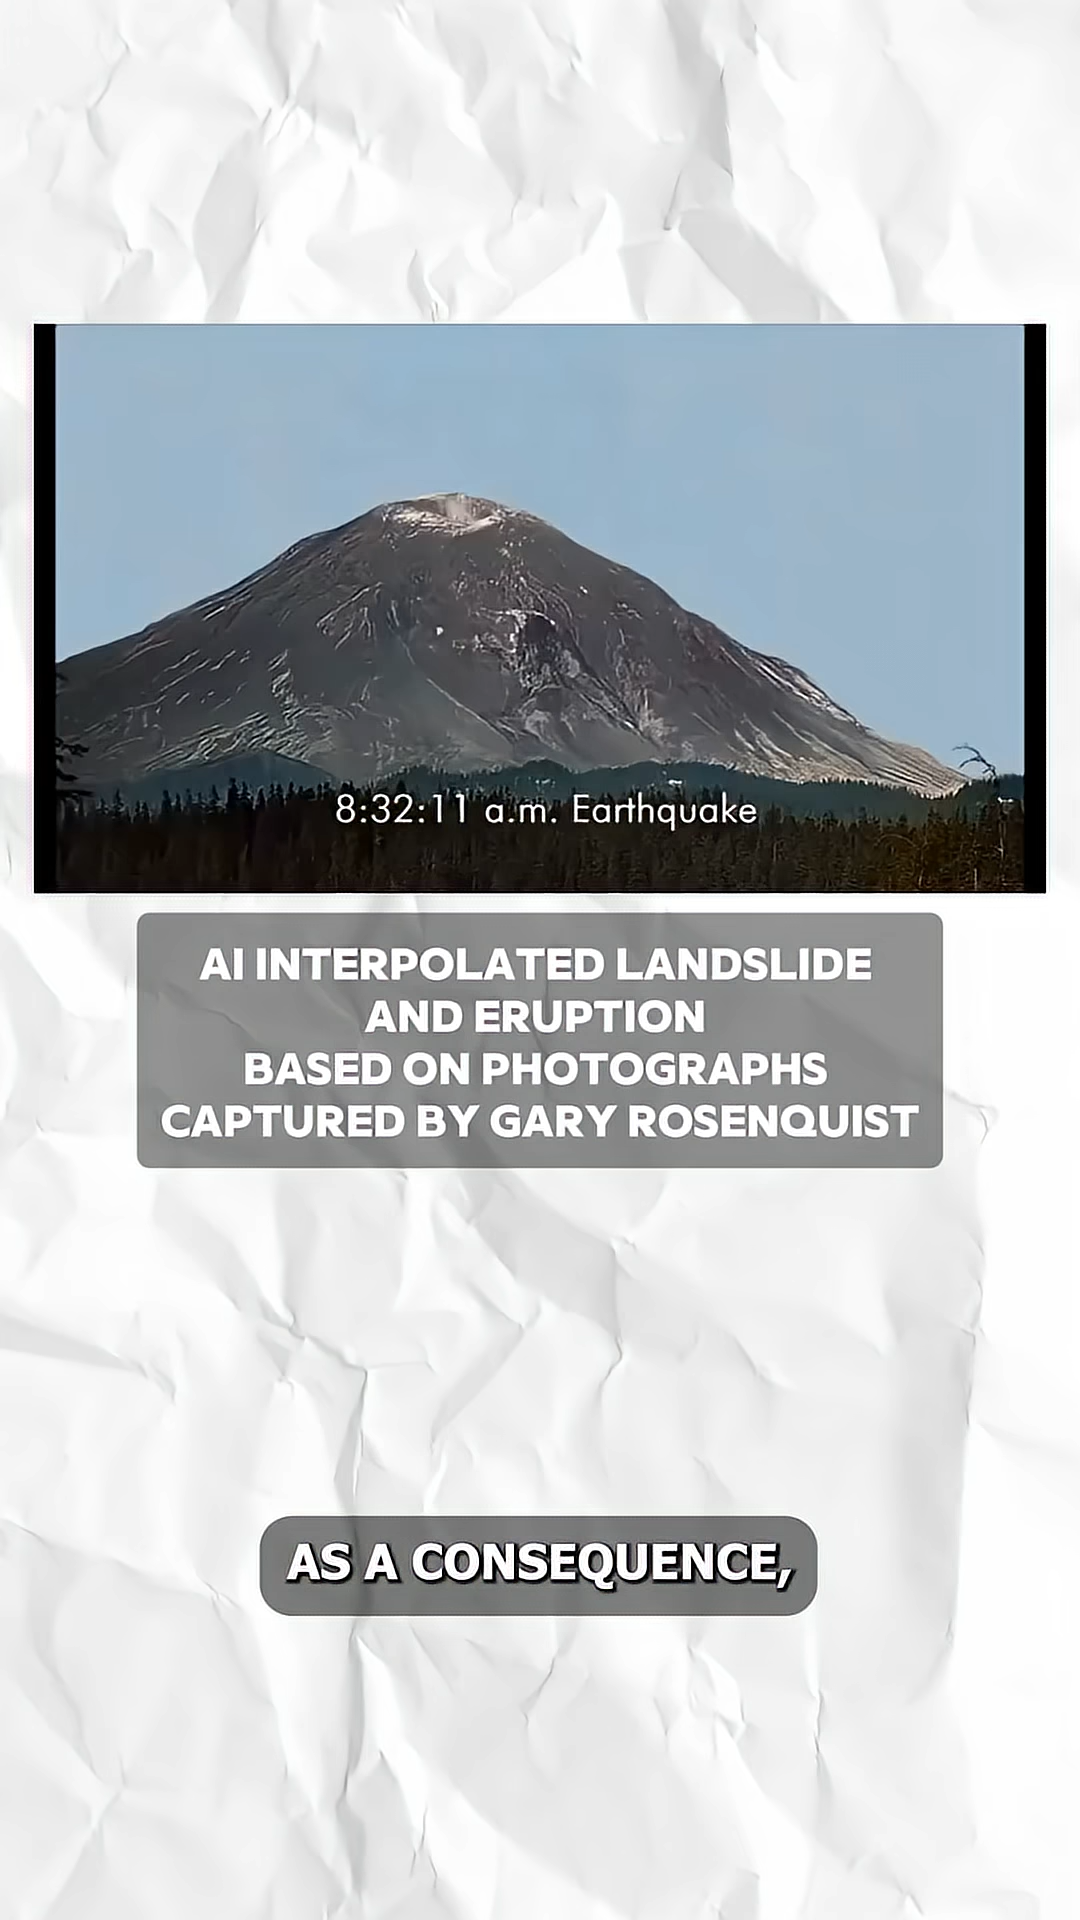 8:32:11 a.m. Earthquake
AI INTERPOLATED LANDSLIDE
AND ERUPTION
BASED ON PHOTOGRAPHS
CAPTURED BY GARY ROSENQUIST
AS A CONSEQUENCE,